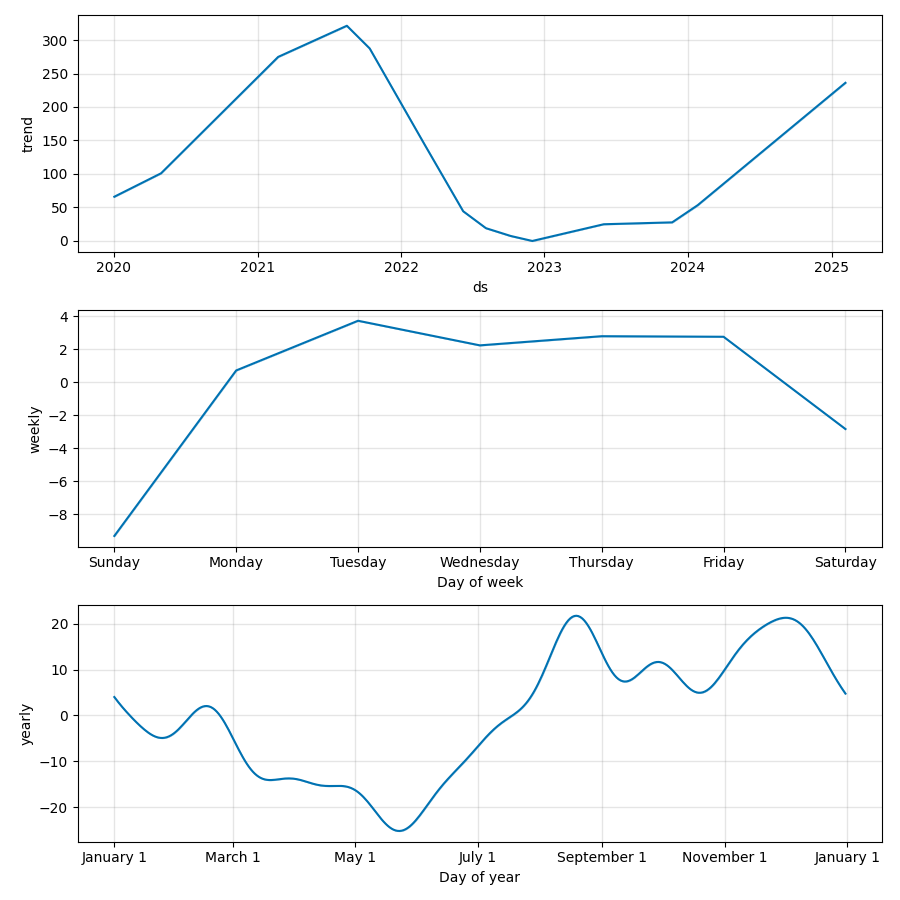 300
250
200
150
100
50
0
trend
2020 2021 2022 2023 2024 2025
ds
4
2
0
−2
−4
−6
−8
weekly
Sunday Monday Tuesday Wednesday Thursday Friday Saturday
Day of week
20
10
0
−10
−20
yearly
January 1 March 1 May 1 July 1 September 1 November 1 January 1
Day of year